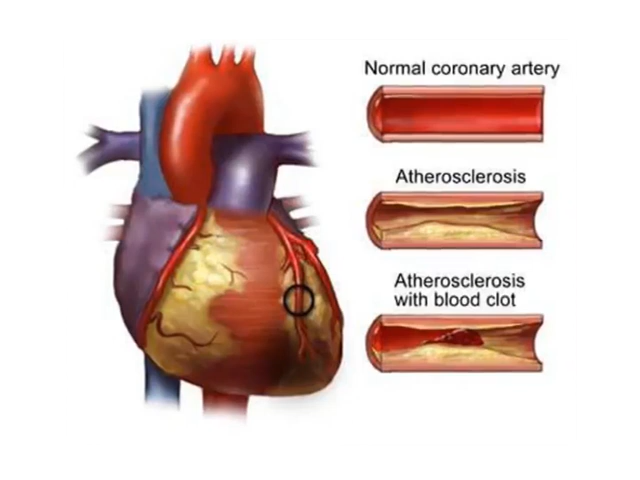 Normal coronary artery
Atherosclerosis
Atherosclerosis
with blood clot